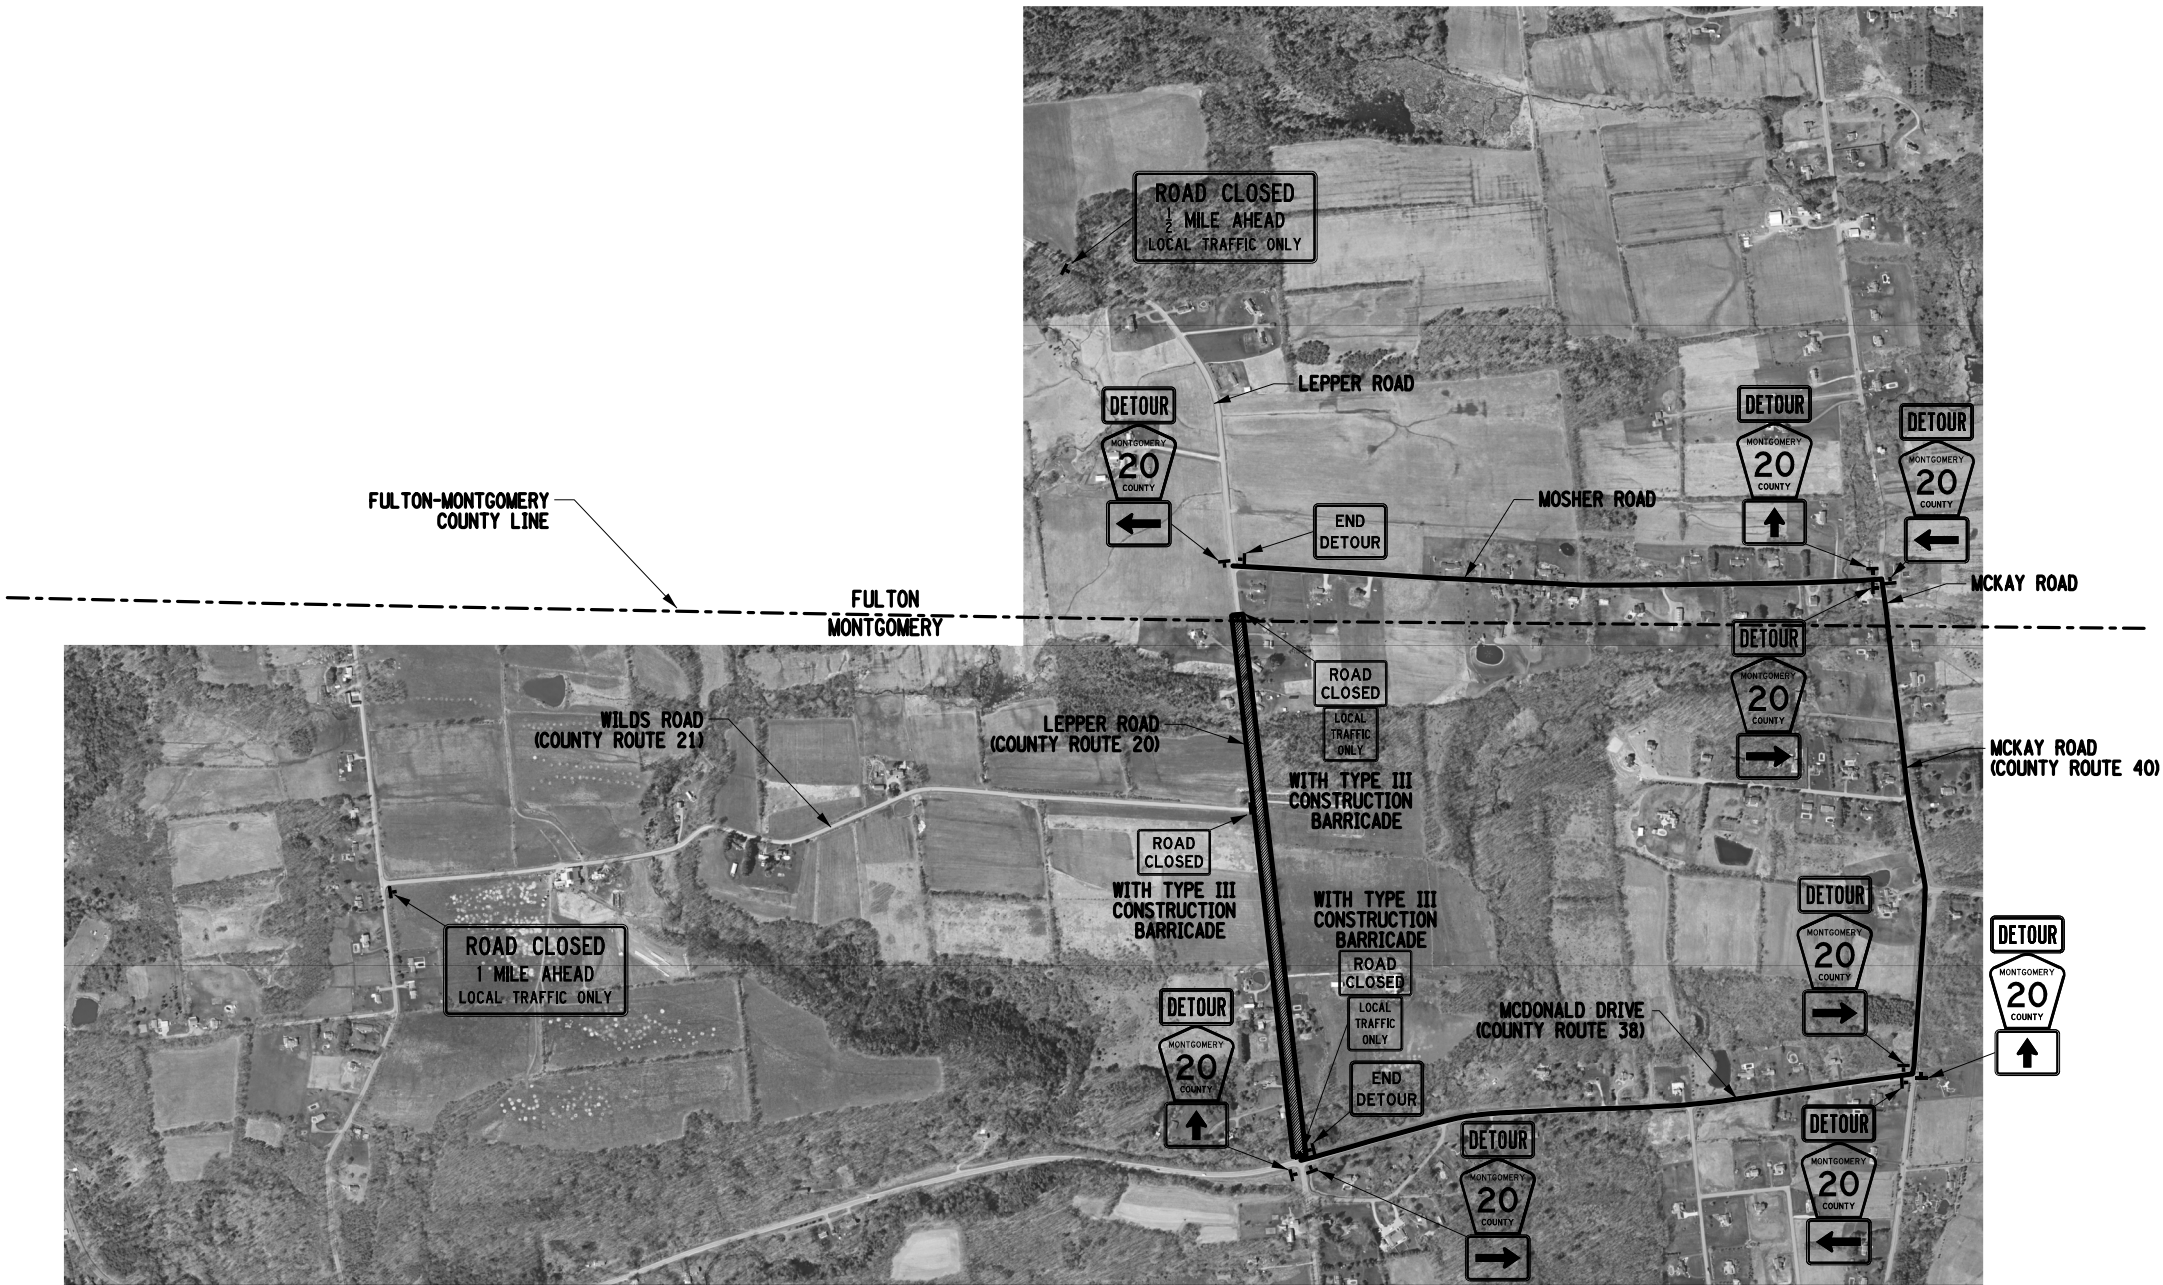 ROAD CLOSED
1/2 MILE AHEAD
LOCAL TRAFFIC ONLY
LEPPER ROAD
DETOUR
MONTGOMERY
20
COUNTY
DETOUR
MONTGOMERY
20
COUNTY
DETOUR
MONTGOMERY
20
COUNTY
FULTON-MONTGOMERY
COUNTY LINE
MOSHER ROAD
END
DETOUR
MCKAY ROAD
FULTON
MONTGOMERY
DETOUR
MONTGOMERY
20
COUNTY
ROAD
CLOSED
LOCAL
TRAFFIC
ONLY
WITH TYPE III
CONSTRUCTION
BARRICADE
WILDS ROAD
(COUNTY ROUTE 21)
LEPPER ROAD
(COUNTY ROUTE 20)
MCKAY ROAD
(COUNTY ROUTE 40)
ROAD
CLOSED
WITH TYPE III
CONSTRUCTION
BARRICADE
WITH TYPE III
CONSTRUCTION
BARRICADE
ROAD
CLOSED
LOCAL
TRAFFIC
ONLY
DETOUR
MONTGOMERY
20
COUNTY
DETOUR
MONTGOMERY
20
COUNTY
ROAD CLOSED
1 MILE AHEAD
LOCAL TRAFFIC ONLY
DETOUR
MONTGOMERY
20
COUNTY
MCDONALD DRIVE
(COUNTY ROUTE 38)
END
DETOUR
DETOUR
MONTGOMERY
20
COUNTY
DETOUR
MONTGOMERY
20
COUNTY